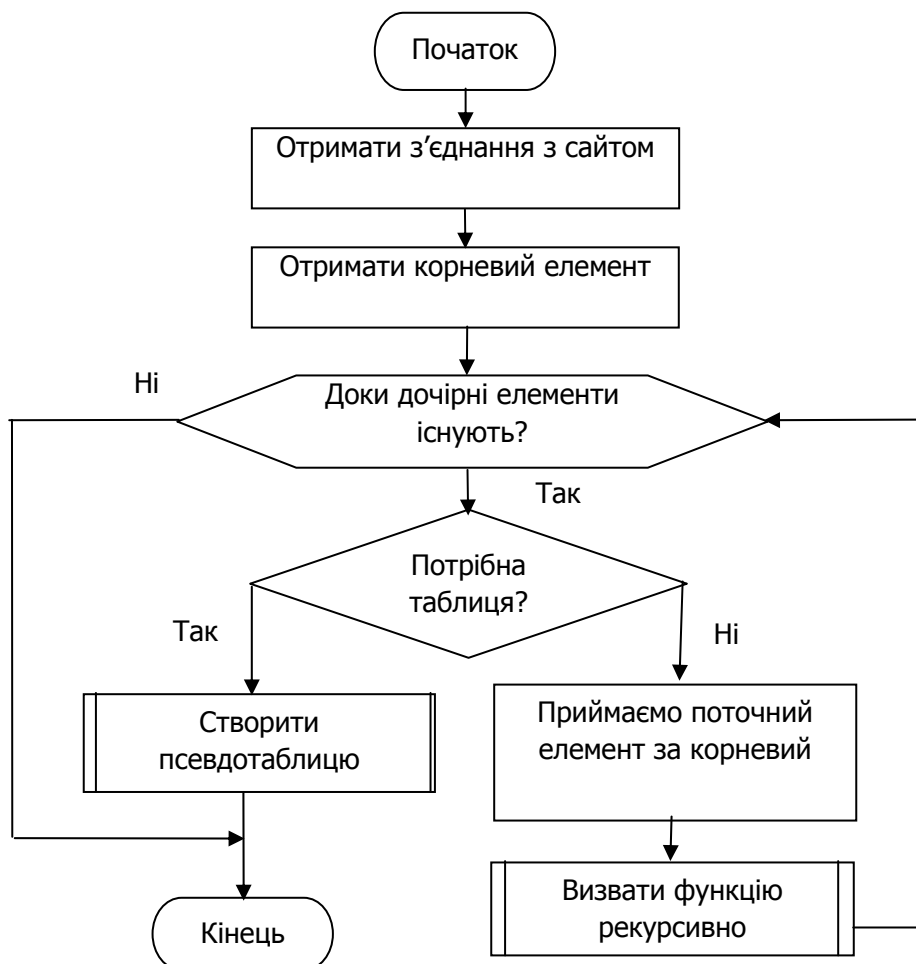 Початок
Отримати з’єднання з сайтом
Отримати корневий елемент
Ні
Доки дочірні елементи
існують?
Так
Потрібна
таблиця?
Так
Ні
Створити
псевдотаблицю
Приймаємо поточний
елемент за корневий
Визвати функцію
рекурсивно
Кінець